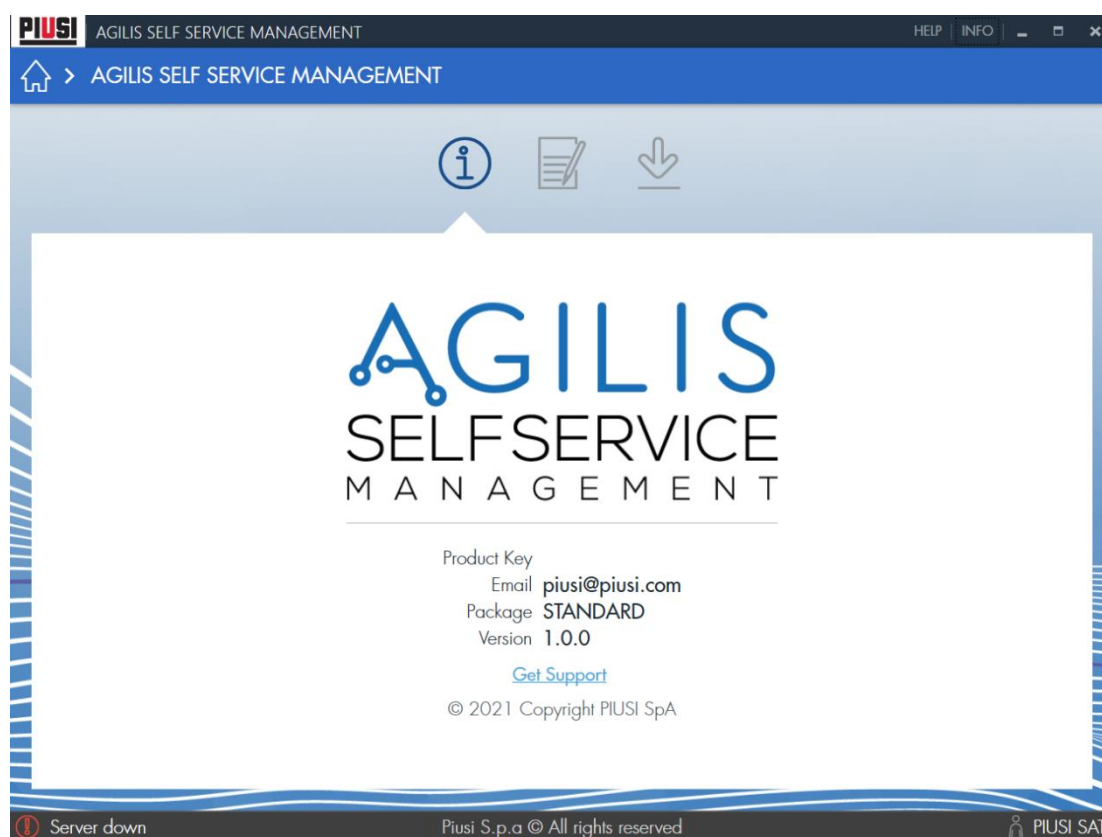 PIUSI AGILIS SELF SERVICE MANAGEMENT HELP INFO
AGILIS SELF SERVICE MANAGEMENT
AGILIS
SELFSERVICE
MANAGEMENT
Product Key
Email piusi@piusi.com
Package STANDARD
Version 1.0.0
Get Support
© 2021 Copyright PIUSI SpA
Server down Piusi S.p.a © All rights reserved PIUSI SAT